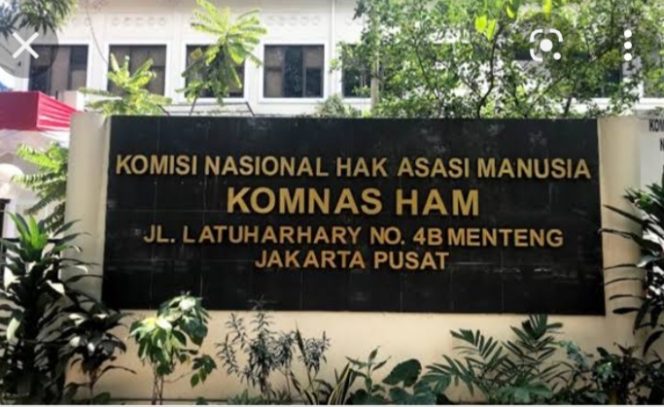 KOMISI NASIONAL HAK ASASI MANUSIA
KOMNAS HAM
JL. LATUHARHARY NO. 4B MENTENG
JAKARTA PUSAT